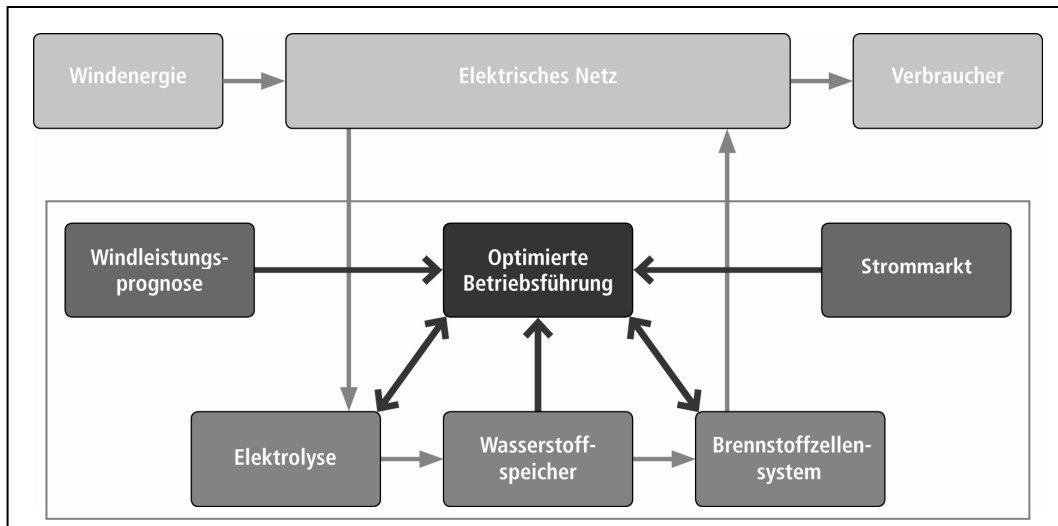 Windenergie
Elektrisches Netz
Verbraucher
Windleistungs-
prognose
Optimierte
Betriebsführung
Strommarkt
Elektrolyse
Wasserstoff-
speicher
Brennstoffzellen-
system